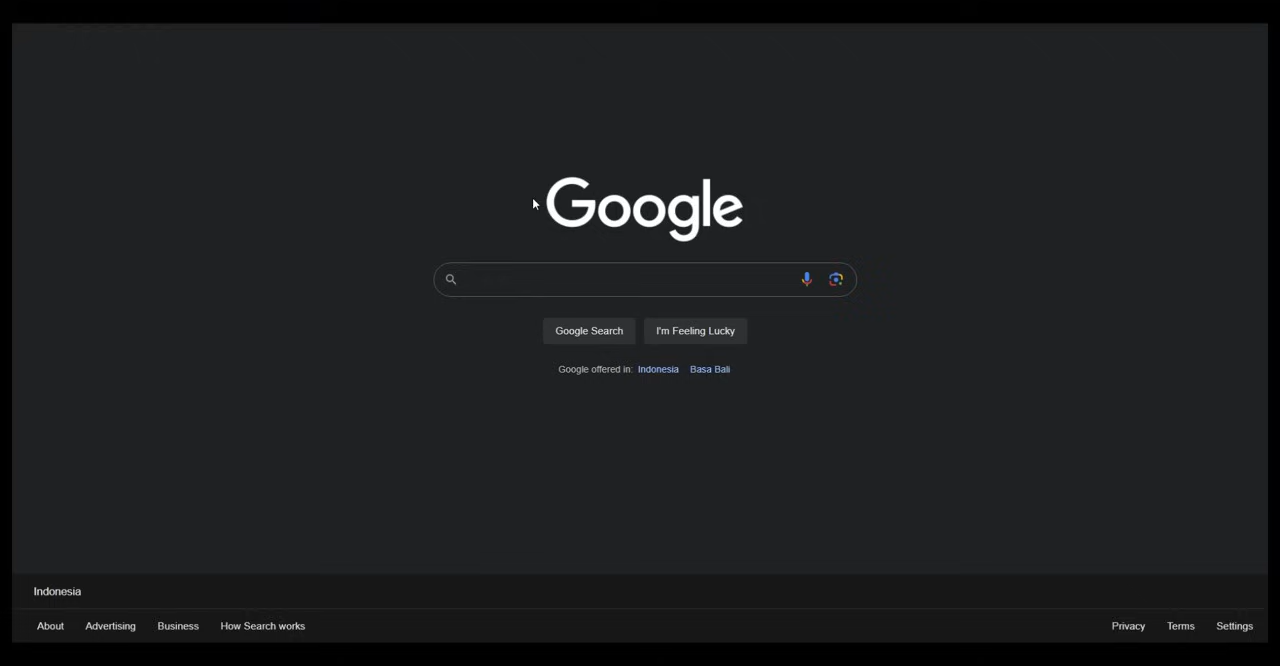 Google
Google Search I'm Feeling Lucky
Google offered in: Indonesia Basa Bali
Indonesia
About Advertising Business How Search works Privacy Terms Settings